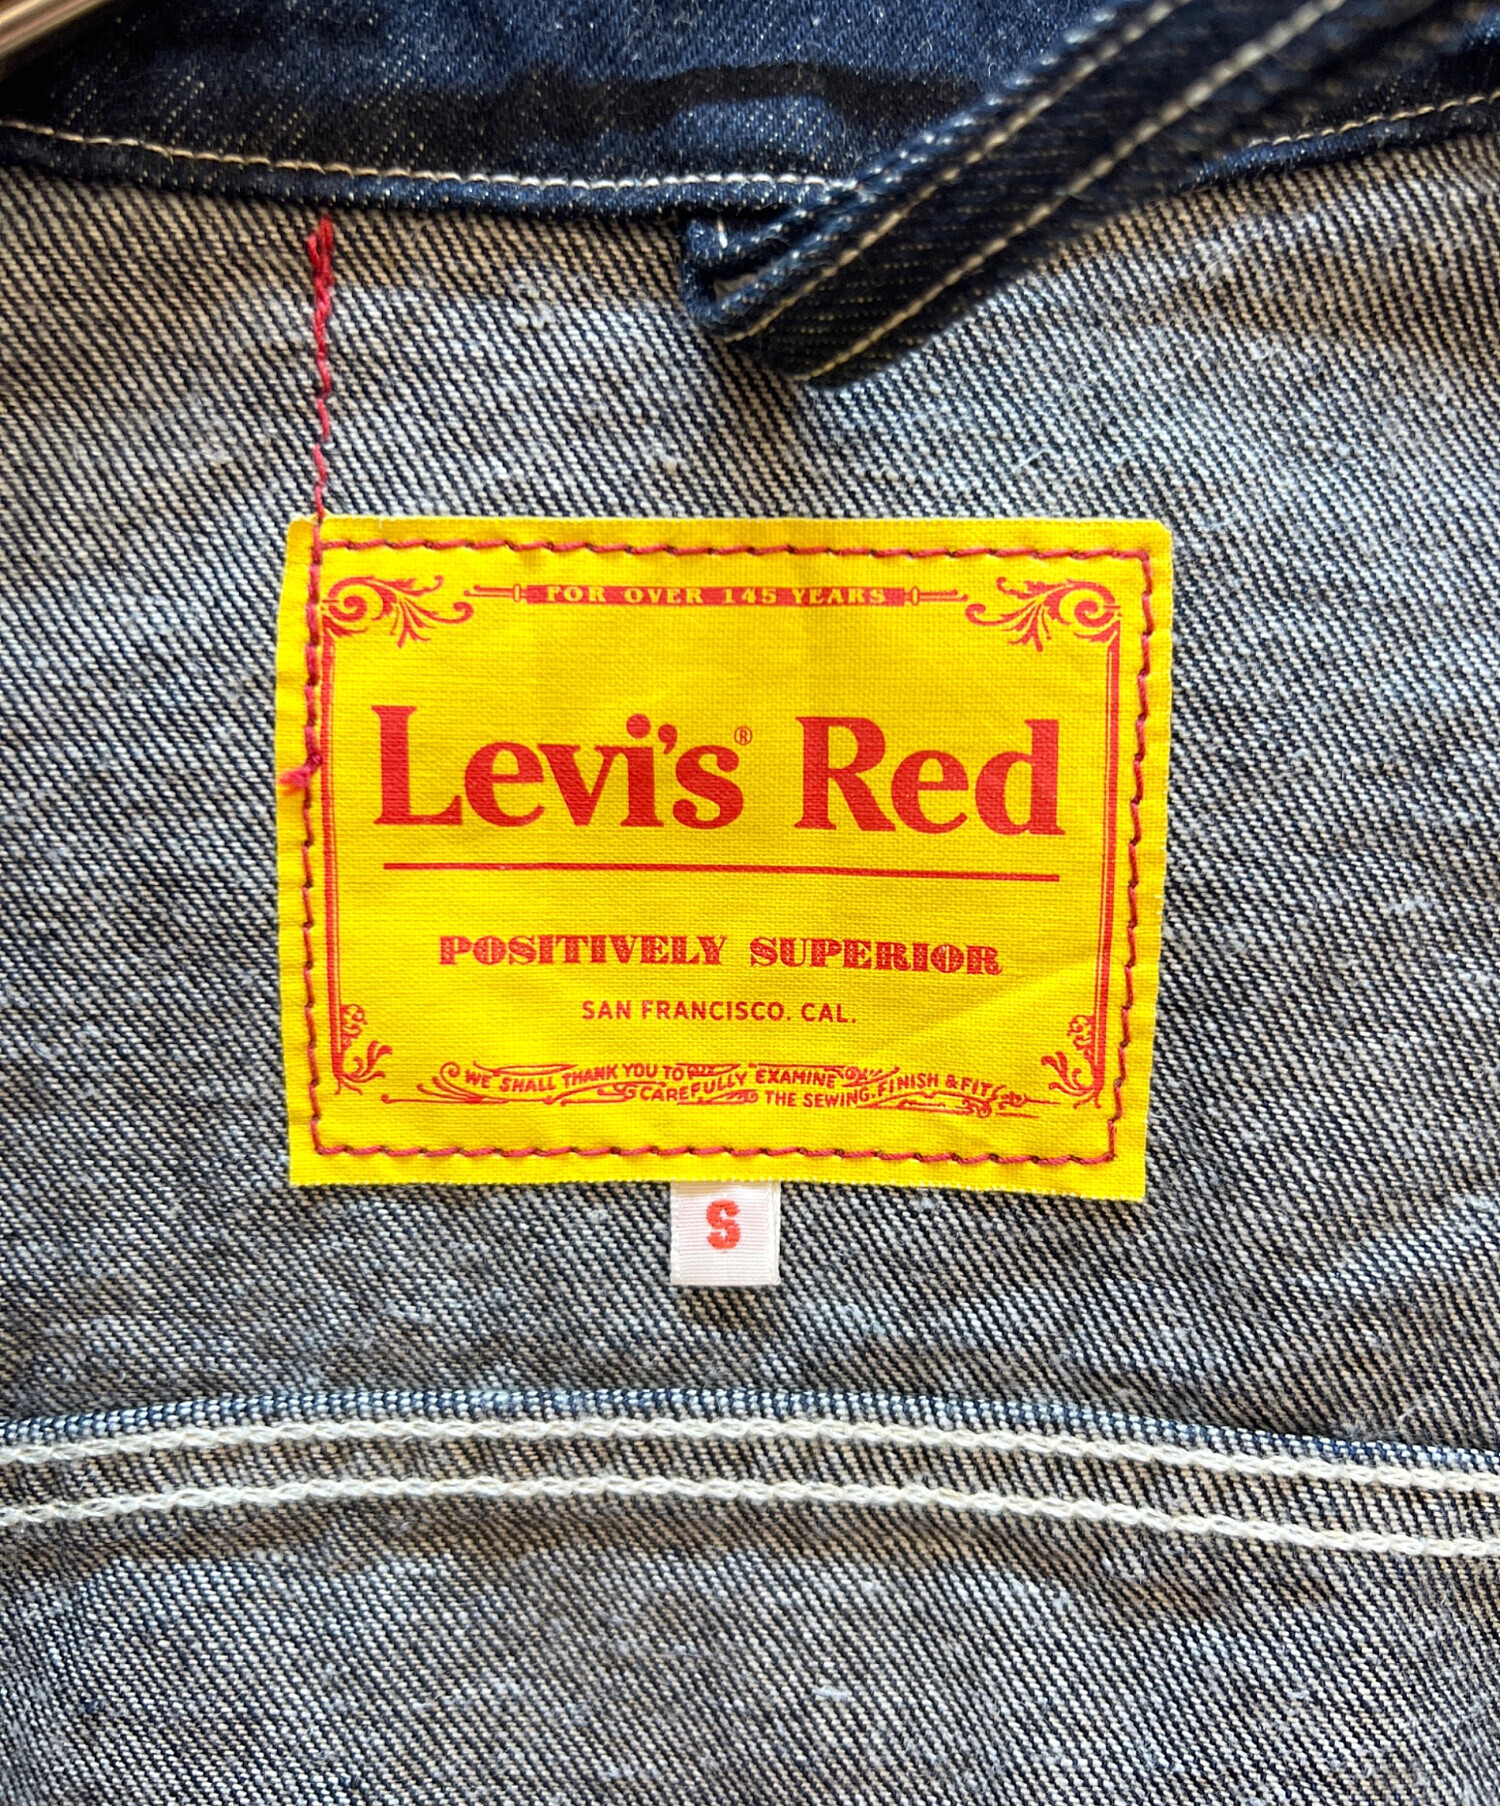 FOR OVER 145 YEARS
Levi's® Red
POSITIVELY SUPERIOR
SAN FRANCISCO. CAL.
WE SHALL THANK YOU TO CAREFULLY EXAMINE THE SEWING, FINISH & FIT
S